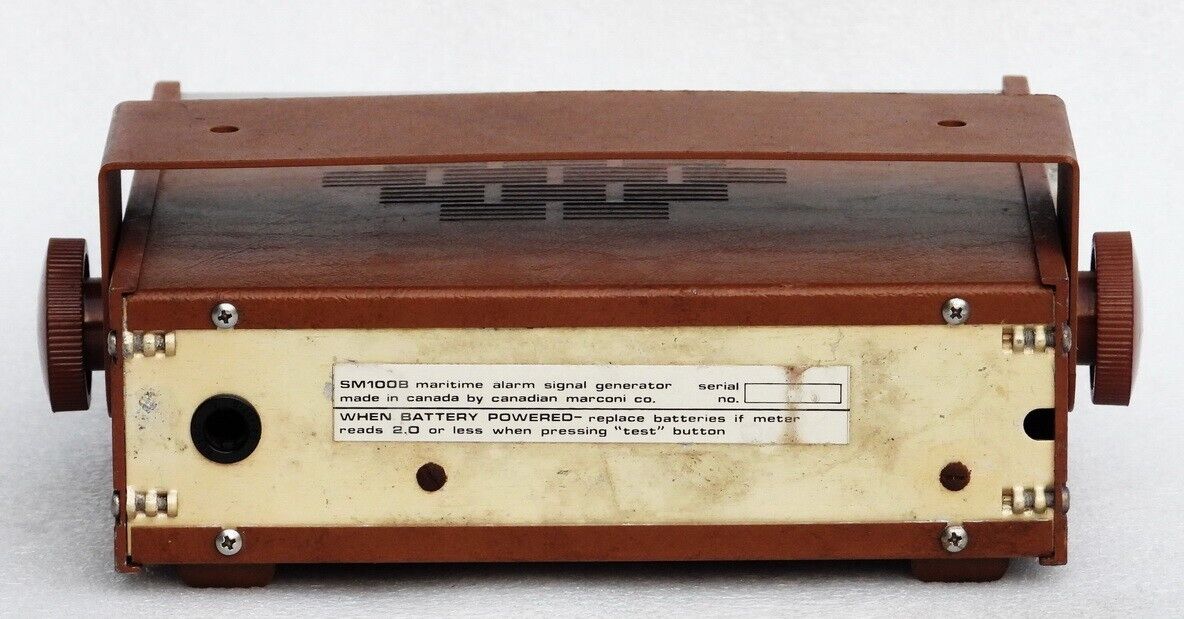 SM100B maritime alarm signal generator serial
made in canada by canadian marconi co. no.
WHEN BATTERY POWERED- replace batteries if meter
reads 2.0 or less when pressing "test" button